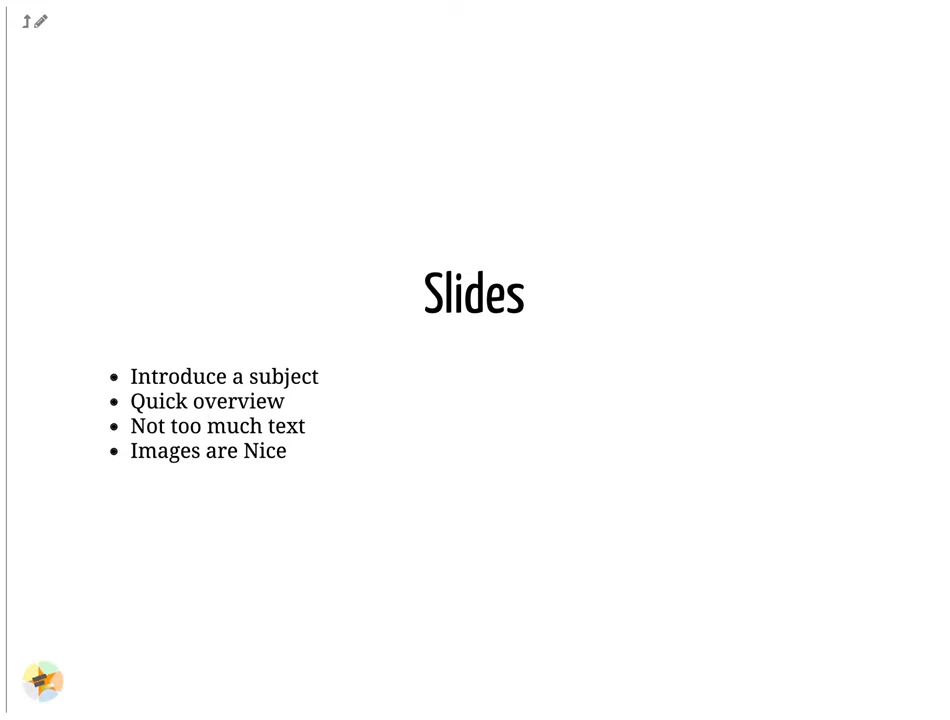 Slides
Introduce a subject
Quick overview
Not too much text
Images are Nice